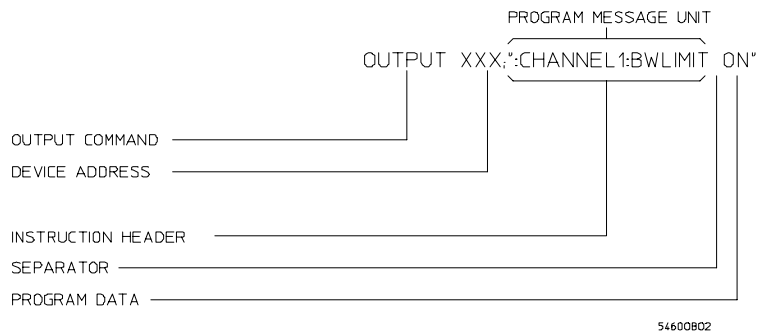 PROGRAM MESSAGE UNIT
OUTPUT XXX;":CHANNEL1:BWLIMIT ON"
OUTPUT COMMAND
DEVICE ADDRESS
INSTRUCTION HEADER
SEPARATOR
PROGRAM DATA
54600B02